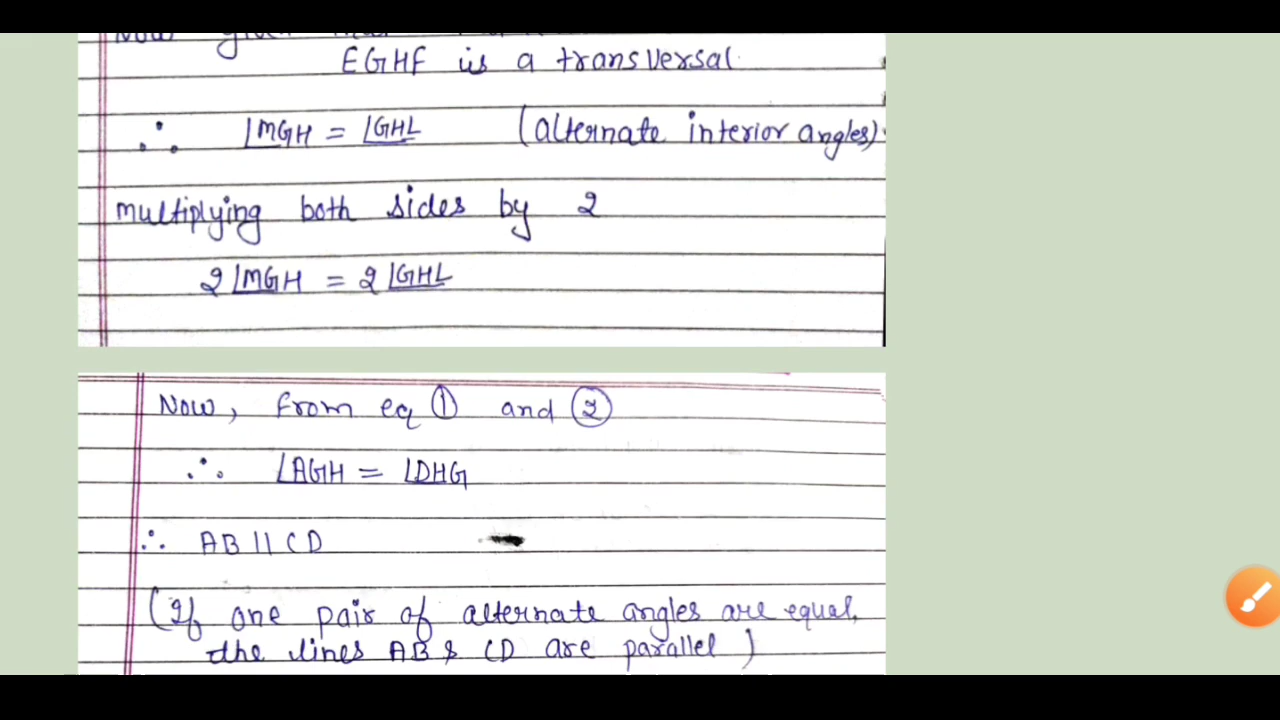 Now given
EGHF is a transversal
∴ ∠MGH = ∠GHL (alternate interior angles)
multiplying both sides by 2
2∠MGH = 2∠GHL
Now, from eq ① and ②
∴ ∠AGH = ∠DHG
∴ AB || CD
(If one pair of alternate angles are equal,
the lines AB & CD are parallel)